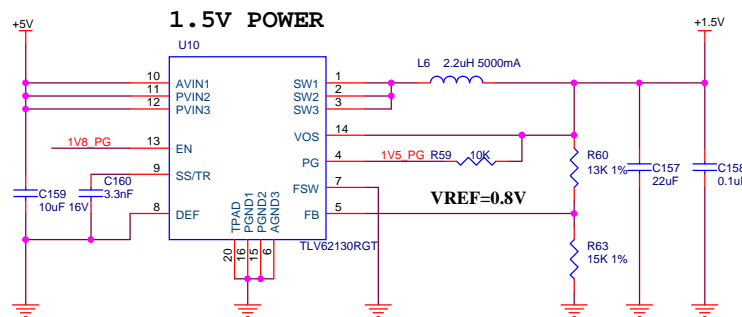 1.5V POWER
+5V
+1.5V
U10
L6 2.2uH 5000mA
10 AVIN1 SW1 1
11 PVIN2 SW2 2
12 PVIN3 SW3 3
VOS 14
1V8_PG 13 EN
PG 4 1V5_PG R59 10K
R60
13K 1%
C157
22uF
C158
0.1u
9 SS/TR
C160
3.3nF
16V
C159
10uF
FSW 7
VREF=0.8V
8 DEF FB 5
TPAD
PGND1
PGND2
AGND3
20
16
15
6
TLV62130RGT
R63
15K 1%